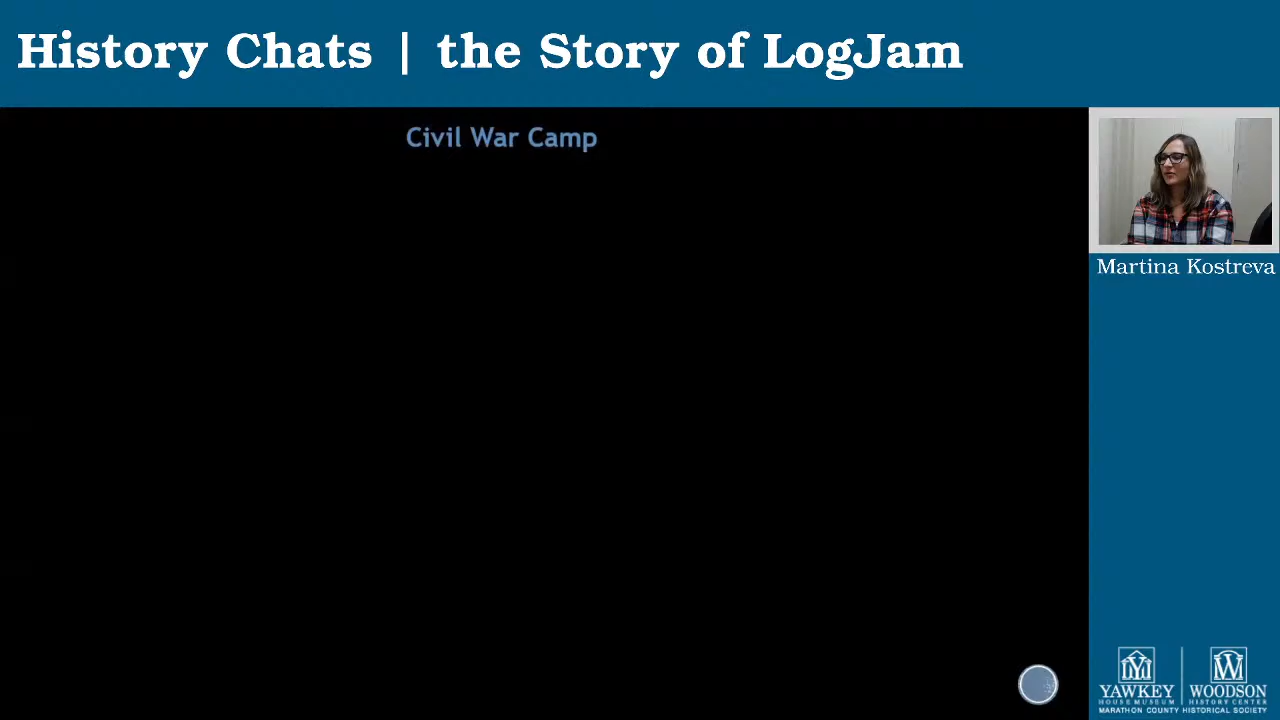 History Chats | the Story of LogJam
Civil War Camp
Martina Kostreva
YAWKEY
HOUSE MUSEUM
WOODSON
HISTORY CENTER
MARATHON COUNTY HISTORICAL SOCIETY